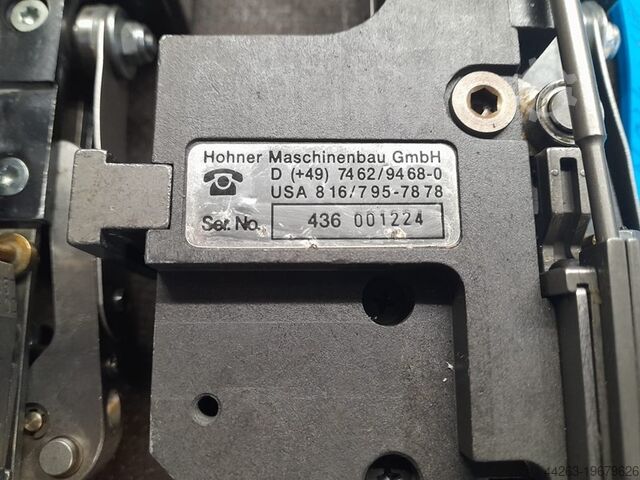 Hohner Maschinenbau GmbH
D (+49) 7462/9468-0
USA 816/795-7878
Ser. No. 436 001224
44263-19679626